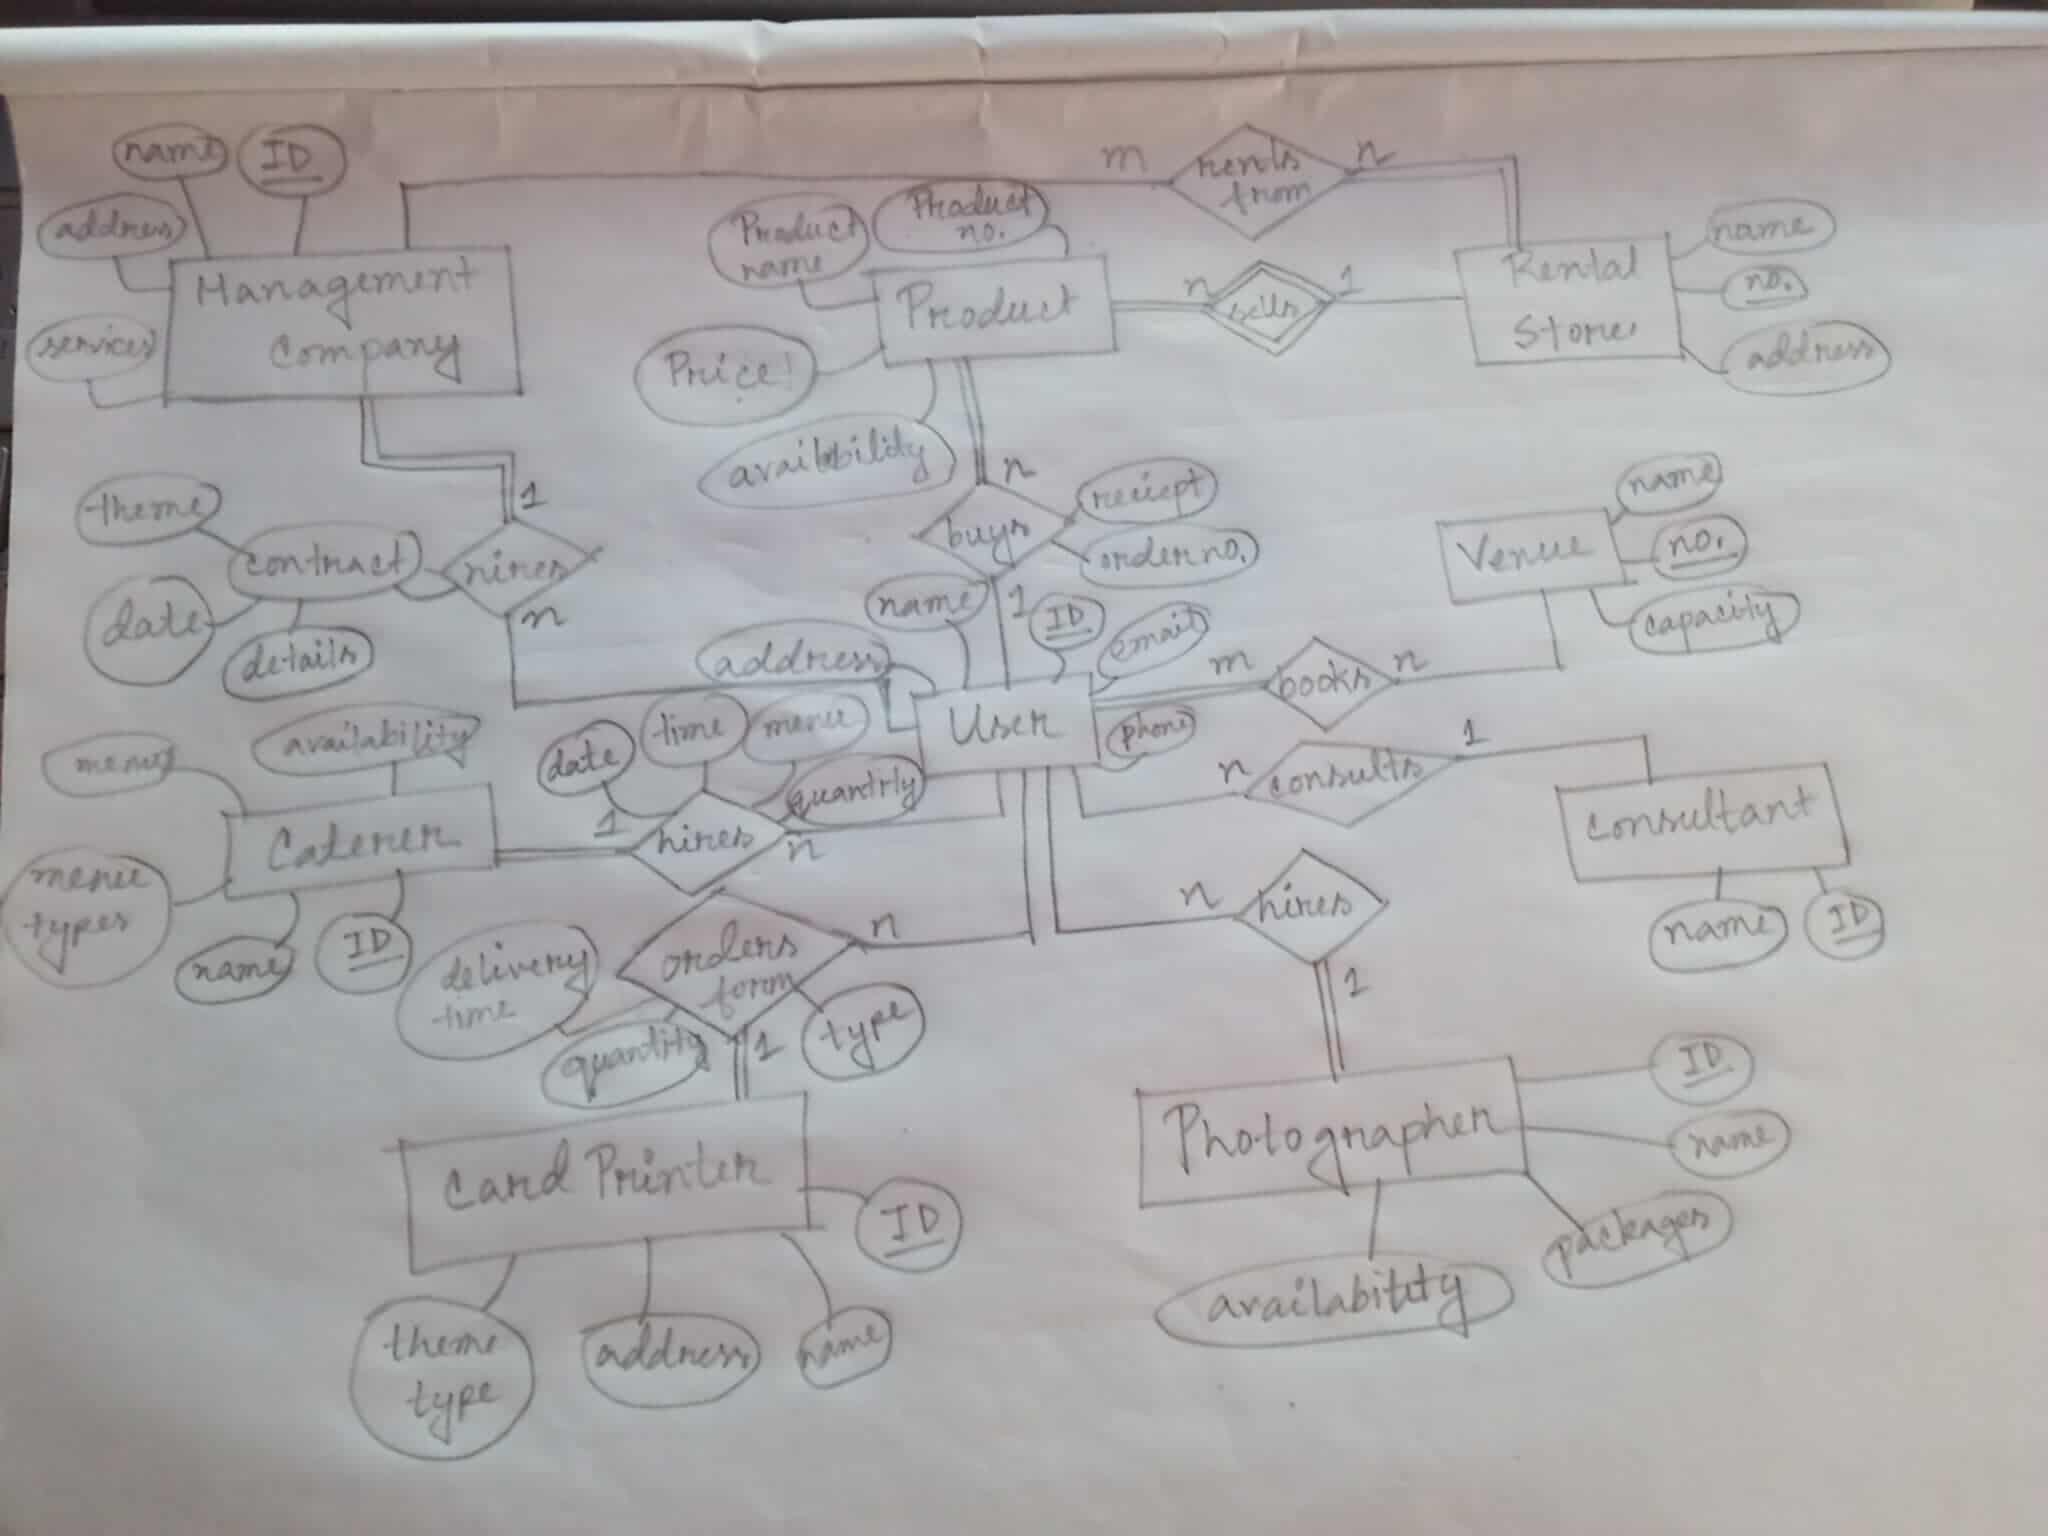 name
ID
address
services
Management
Company
m
rents
from
n
Product
name
Product
no.
Product
Price
availability
n
sells
1
Rental
Store
name
no.
address
theme
contract
date
details
1
hires
n
n
buys
1
reciept
order no.
Venue
name
no.
capacity
name
ID
email
address
phone
User
m
books
n
n
consults
1
Consultant
name
ID
date
time
menu
quantity
1
hires
n
menu
availability
Caterer
menu
types
name
ID
n
hires
1
orders
form
n
1
delivery
time
quantity
type
Card Printer
ID
theme
type
address
name
Photographer
ID
name
packages
availability